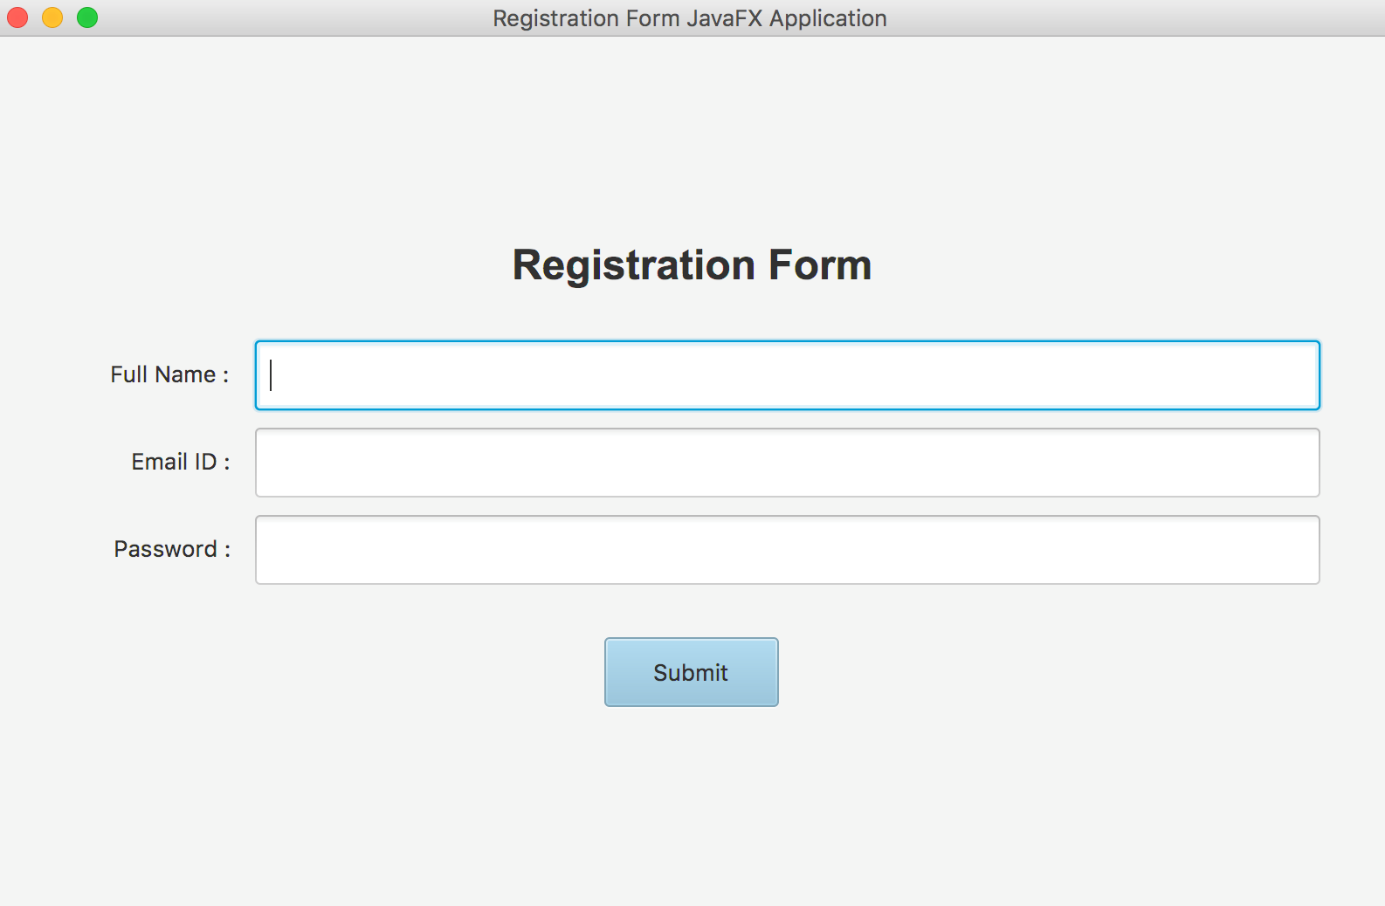 Registration Form JavaFX Application
Registration Form
Full Name :
Email ID :
Password :
Submit